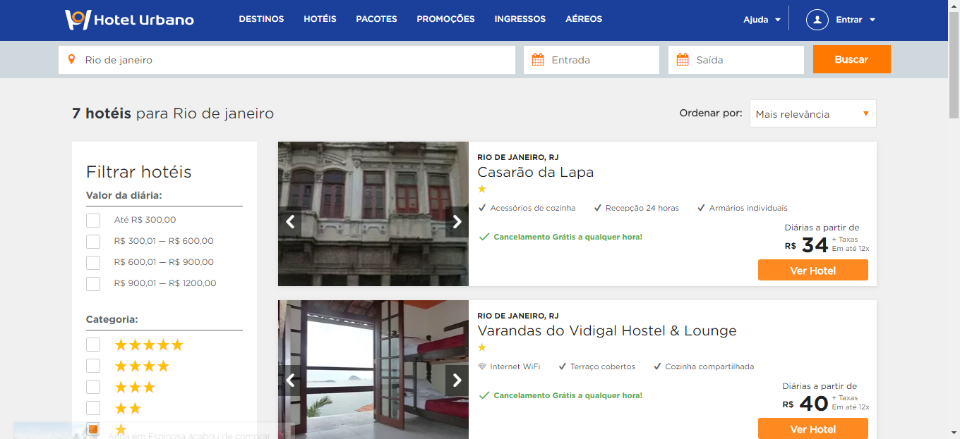 Hotel Urbano
DESTINOS HOTÉIS PACOTES PROMOÇÕES INGRESSOS AÉREOS
Ajuda Entrar
Rio de janeiro Entrada Saída Buscar
7 hotéis para Rio de janeiro
Ordenar por: Mais relevância
Filtrar hotéis
Valor da diária:
Até R$ 300,00
R$ 300,01 — R$ 600,00
R$ 600,01 — R$ 900,00
R$ 900,01 — R$ 1200,00
Categoria:
RIO DE JANEIRO, RJ
Casarão da Lapa
Acessórios de cozinha Recepção 24 horas Armários individuais
Cancelamento Grátis a qualquer hora!
Diárias a partir de
R$ 34 + Taxas
Em até 12x
Ver Hotel
RIO DE JANEIRO, RJ
Varandas do Vidigal Hostel & Lounge
Internet WiFi Terraço cobertos Cozinha compartilhada
Cancelamento Grátis a qualquer hora!
Diárias a partir de
R$ 40 + Taxas
Em até 12x
Ver Hotel
em Espinosa acabou de comprar